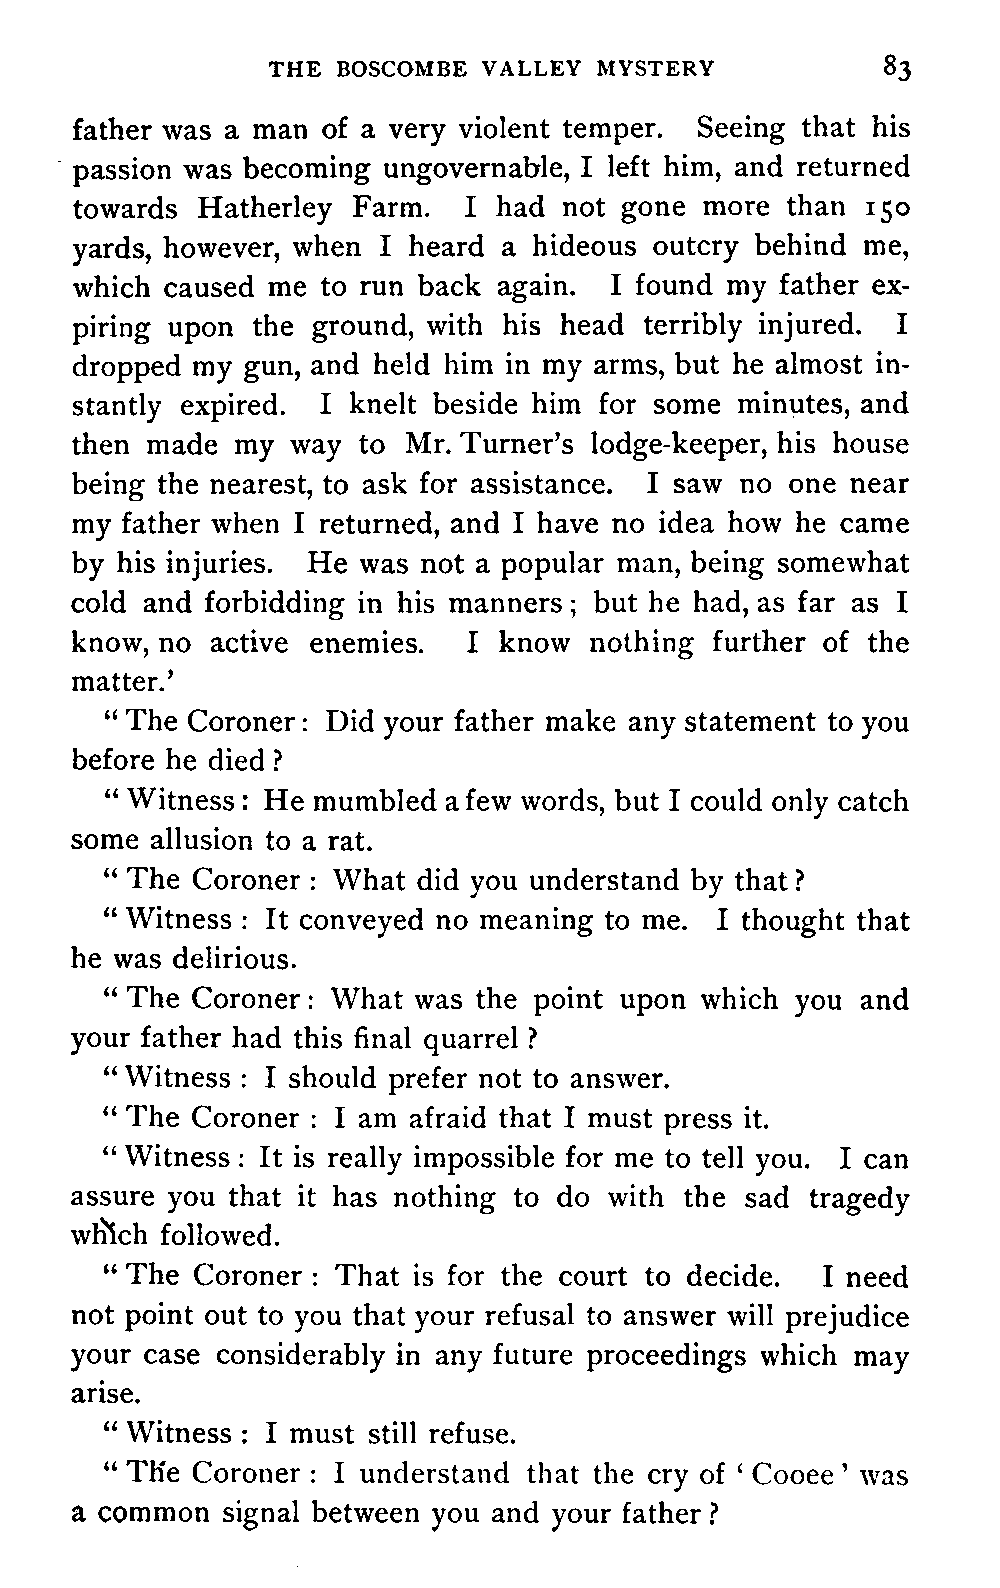 THE BOSCOMBE VALLEY MYSTERY 83
father was a man of a very violent temper. Seeing that his
passion was becoming ungovernable, I left him, and returned
towards Hatherley Farm. I had not gone more than 150
yards, however, when I heard a hideous outcry behind me,
which caused me to run back again. I found my father ex-
piring upon the ground, with his head terribly injured. I
dropped my gun, and held him in my arms, but he almost in-
stantly expired. I knelt beside him for some minutes, and
then made my way to Mr. Turner's lodge-keeper, his house
being the nearest, to ask for assistance. I saw no one near
my father when I returned, and I have no idea how he came
by his injuries. He was not a popular man, being somewhat
cold and forbidding in his manners; but he had, as far as I
know, no active enemies. I know nothing further of the
matter.'
“The Coroner: Did your father make any statement to you
before he died?
“Witness: He mumbled a few words, but I could only catch
some allusion to a rat.
“The Coroner: What did you understand by that?
“Witness: It conveyed no meaning to me. I thought that
he was delirious.
“The Coroner: What was the point upon which you and
your father had this final quarrel?
“Witness: I should prefer not to answer.
“The Coroner: I am afraid that I must press it.
“Witness: It is really impossible for me to tell you. I can
assure you that it has nothing to do with the sad tragedy
which followed.
“The Coroner: That is for the court to decide. I need
not point out to you that your refusal to answer will prejudice
your case considerably in any future proceedings which may
arise.
“Witness: I must still refuse.
“The Coroner: I understand that the cry of ‘Cooee’ was
a common signal between you and your father?